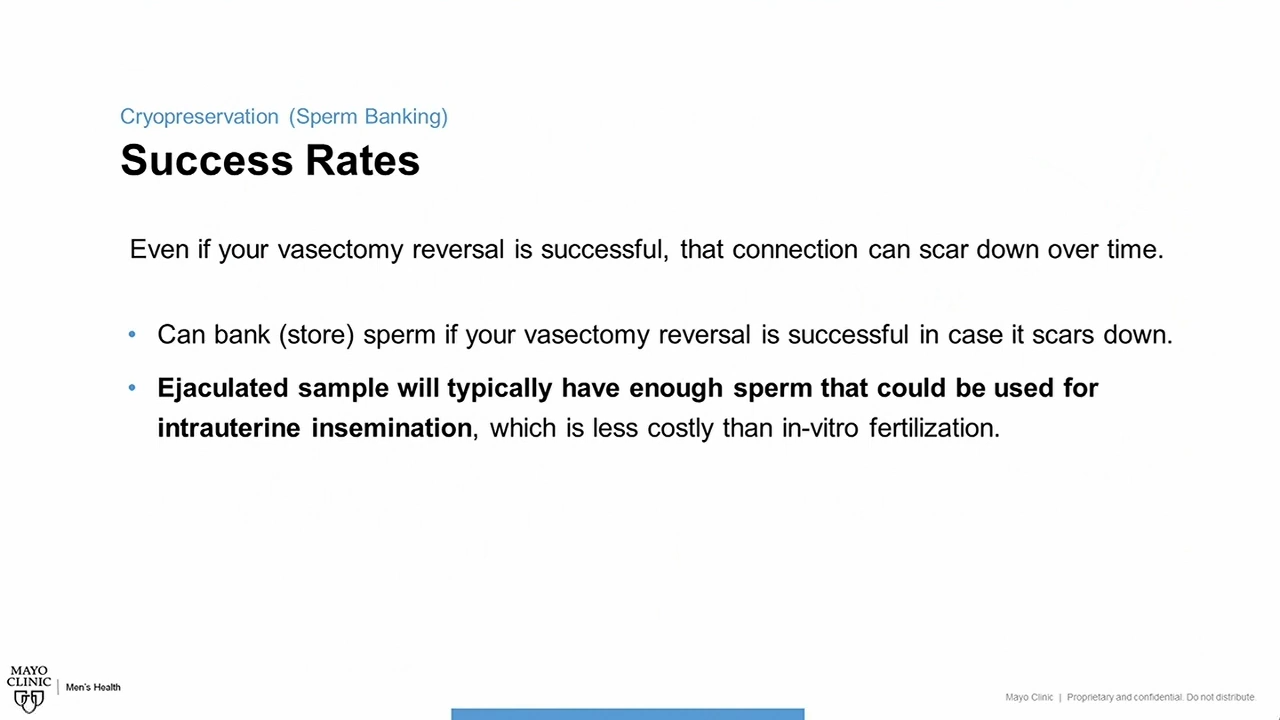 Cryopreservation (Sperm Banking)
Success Rates
Even if your vasectomy reversal is successful, that connection can scar down over time.
• Can bank (store) sperm if your vasectomy reversal is successful in case it scars down.
• Ejaculated sample will typically have enough sperm that could be used for
intrauterine insemination, which is less costly than in-vitro fertilization.
MAYO
CLINIC
Men's Health
Mayo Clinic | Proprietary and confidential. Do not distribute.